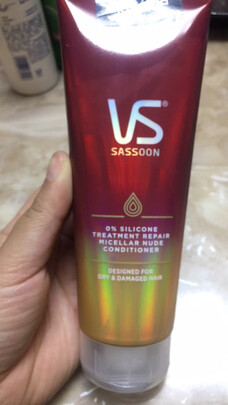 VS®
SASSOON
0% SILICONE
TREATMENT REPAIR
MICELLAR NUDE
CONDITIONER
DESIGNED FOR
DRY & DAMAGED HAIR